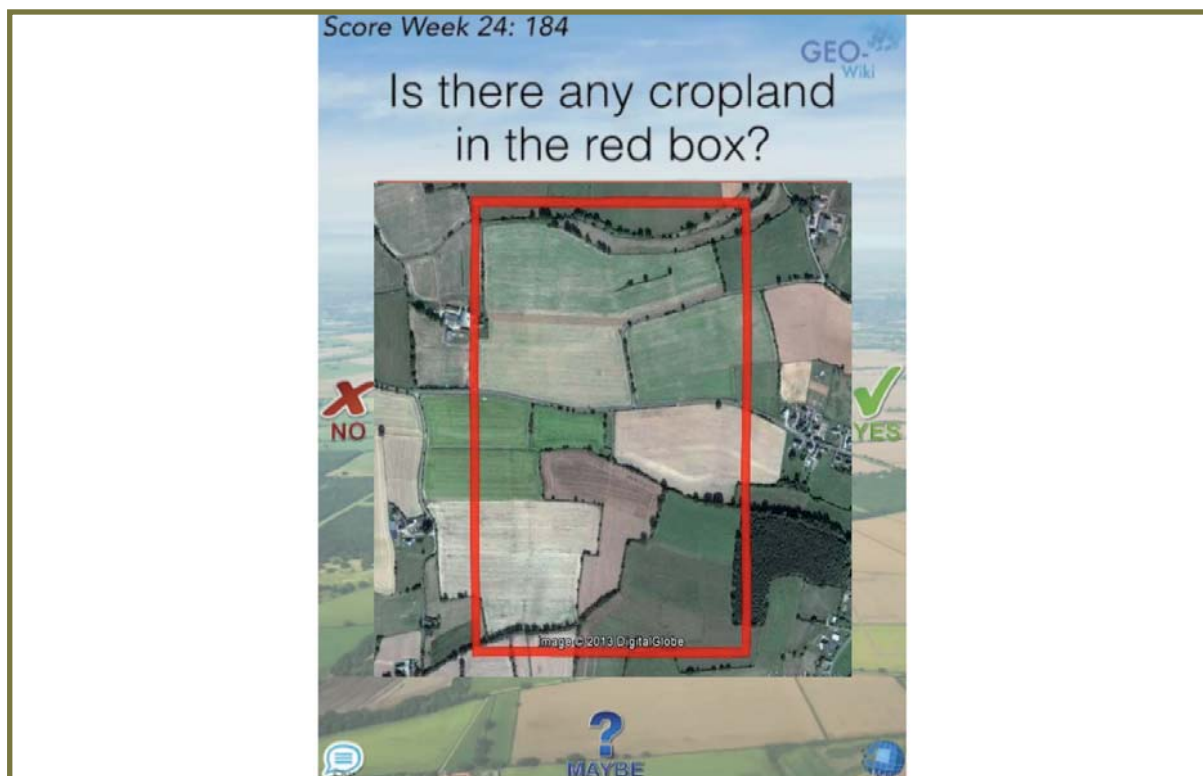 Score Week 24: 184
GEO-
Wiki
Is there any cropland
in the red box?
NO
YES
Image © 2013 DigitalGlobe
MAYBE